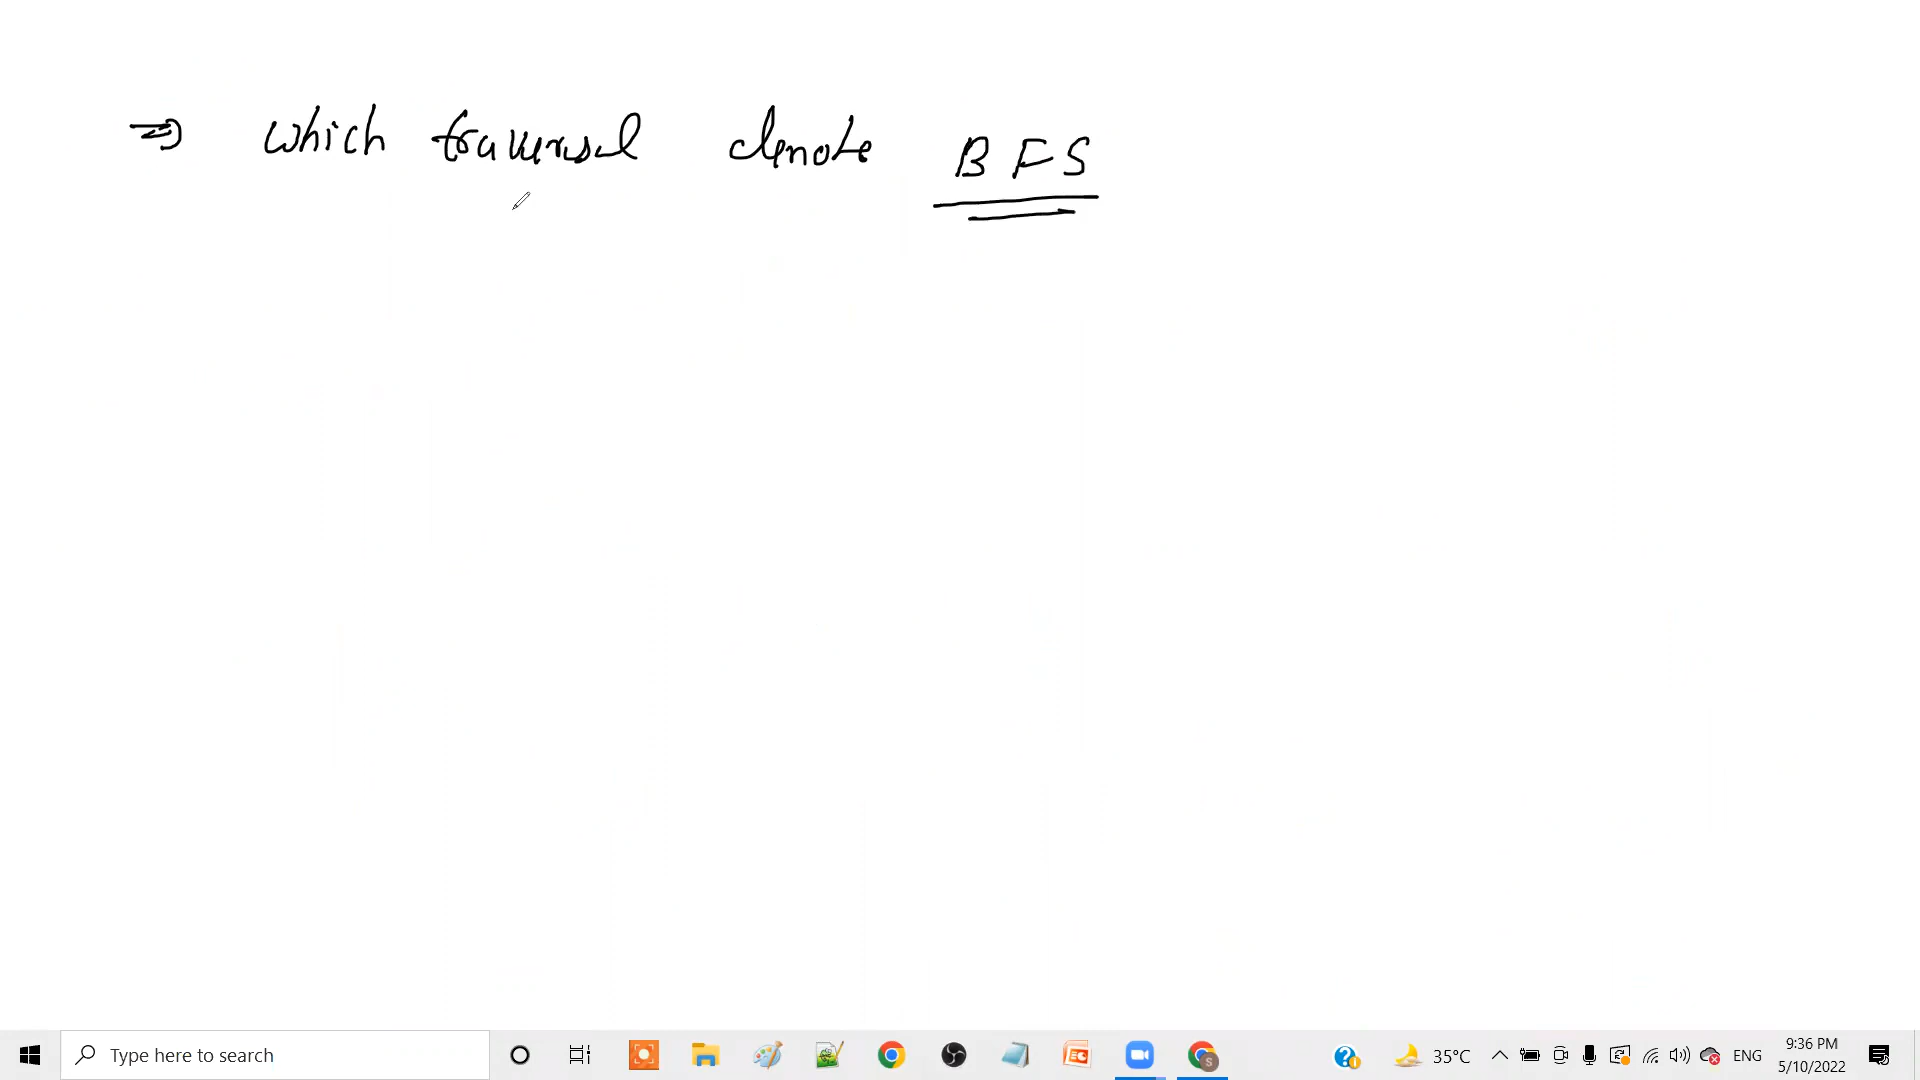 ⇒ which traversal denote BFS
Type here to search
35°C
ENG
9:36 PM
5/10/2022